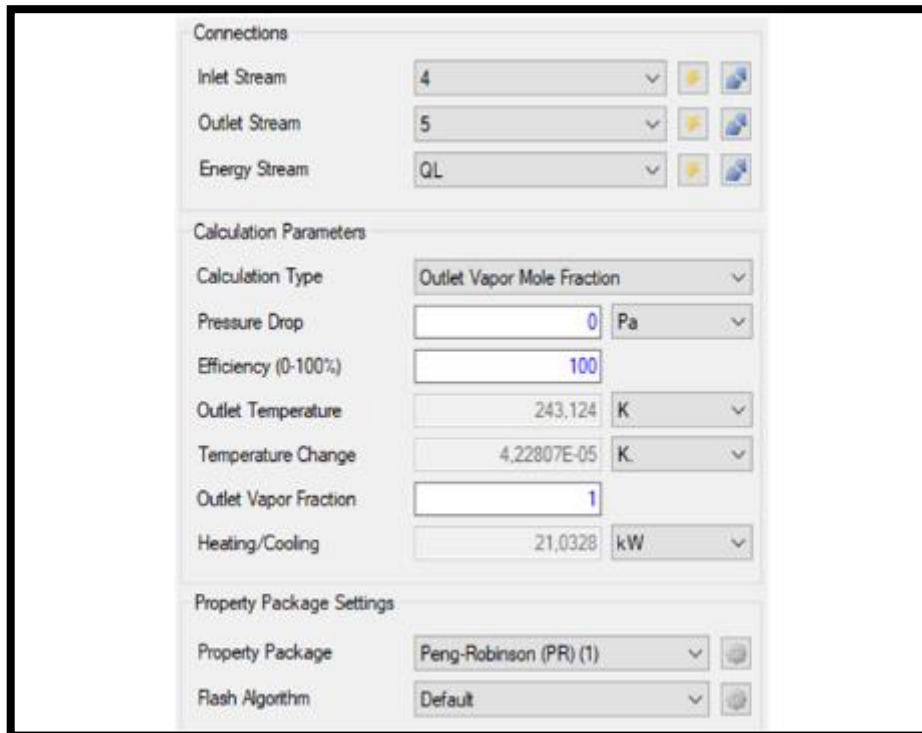 Connections
Inlet Stream 4
Outlet Stream 5
Energy Stream QL
Calculation Parameters
Calculation Type Outlet Vapor Mole Fraction
Pressure Drop 0 Pa
Efficiency (0-100%) 100
Outlet Temperature 243,124 K
Temperature Change 4,22807E-05 K.
Outlet Vapor Fraction 1
Heating/Cooling 21,0328 kW
Property Package Settings
Property Package Peng-Robinson (PR) (1)
Flash Algorithm Default